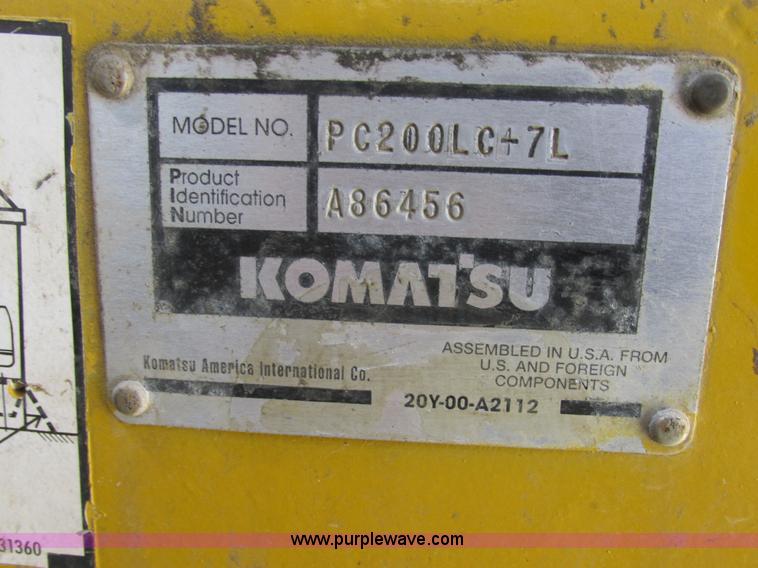 MODEL NO. PC200LC-7L
Product
Identification
Number
A86456
KOMATSU
Komatsu America International Co.
ASSEMBLED IN U.S.A. FROM
U.S. AND FOREIGN
COMPONENTS
20Y-00-A2112
31360
www.purplewave.com